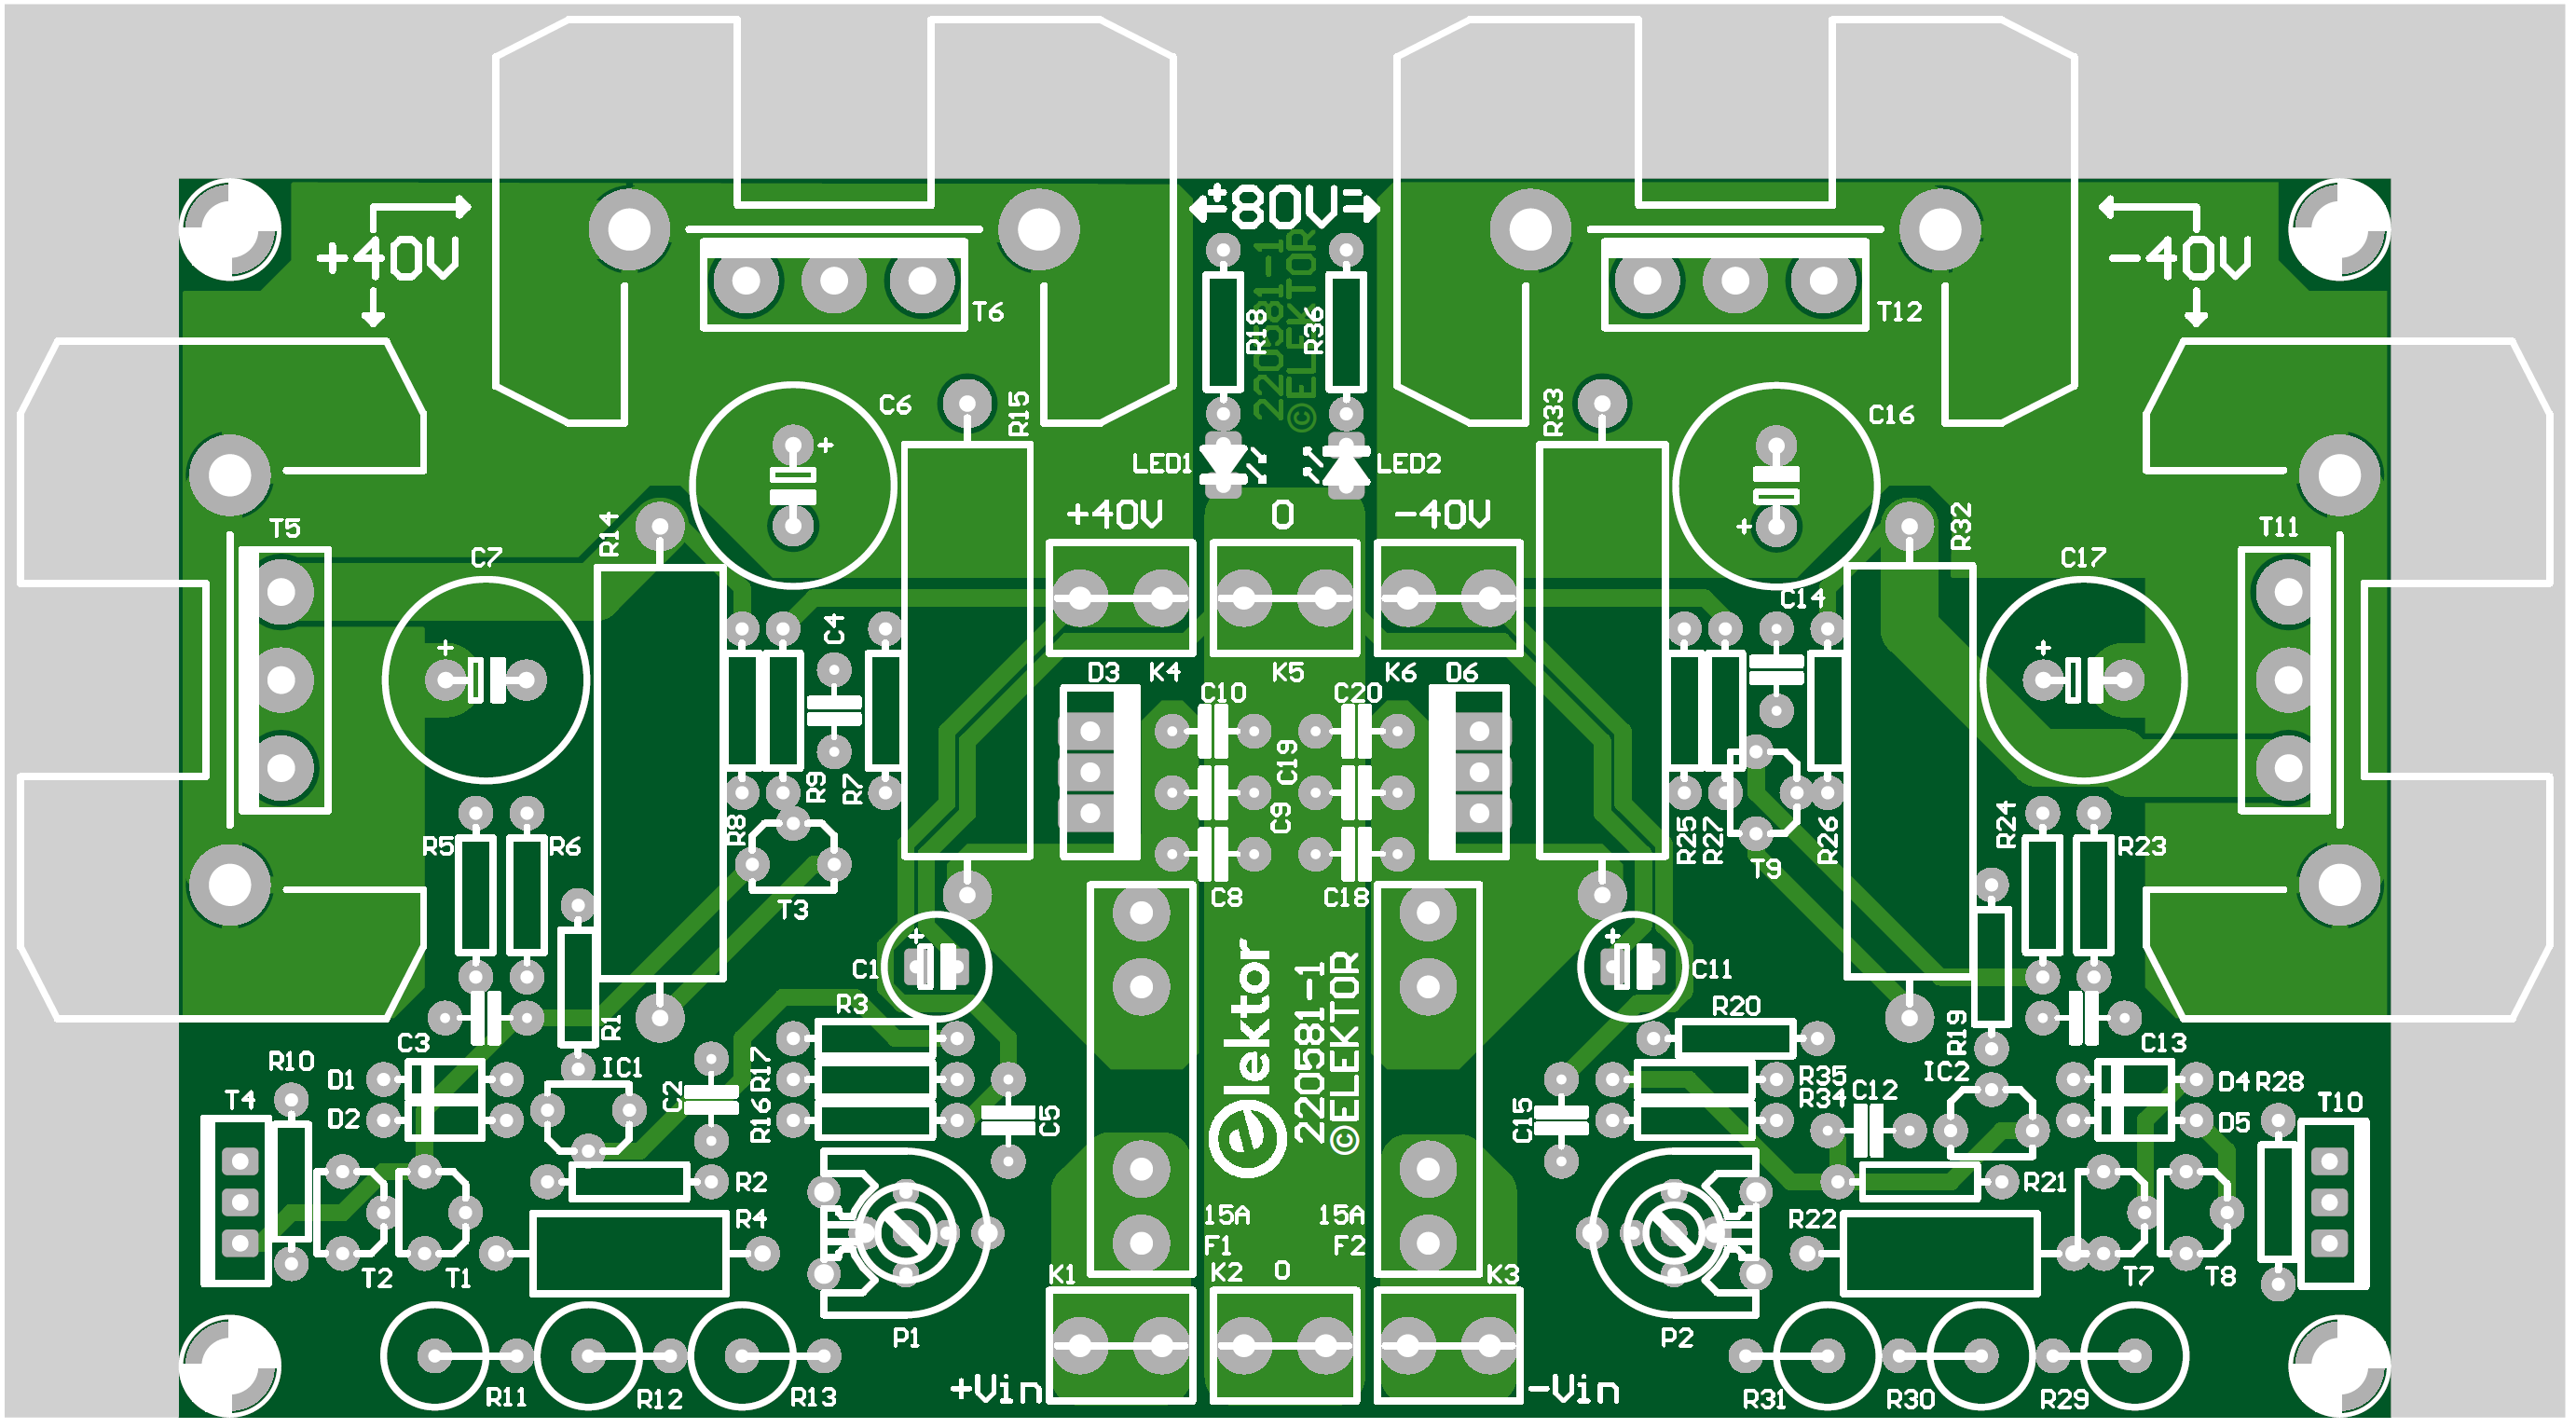 ±80V=
+40V
-40V
T6
T12
R18
R36
220581-1
©ELEKTOR
C6
R15
R33
C16
LED1
LED2
+40V
0
-40V
T5
R14
R32
T11
C7
C17
C14
C4
D3
K4
K5
K6
D6
C10
C20
C19
C9
R9
R7
R8
R25
R27
R26
R24
R5
R6
R23
T9
C8
C18
T3
C1
C11
elektor
220581-1
©ELEKTOR
R3
R20
R1
R19
C3
C13
R10
D1
IC1
C2
R17
R35
IC2
D4
R28
T4
D2
R16
C5
C15
R34
C12
D5
T10
R2
R21
R4
R22
15A
F1
15A
F2
T2
T1
K1
K2
0
K3
T7
T8
P1
P2
R11
R12
R13
+Vin
-Vin
R31
R30
R29